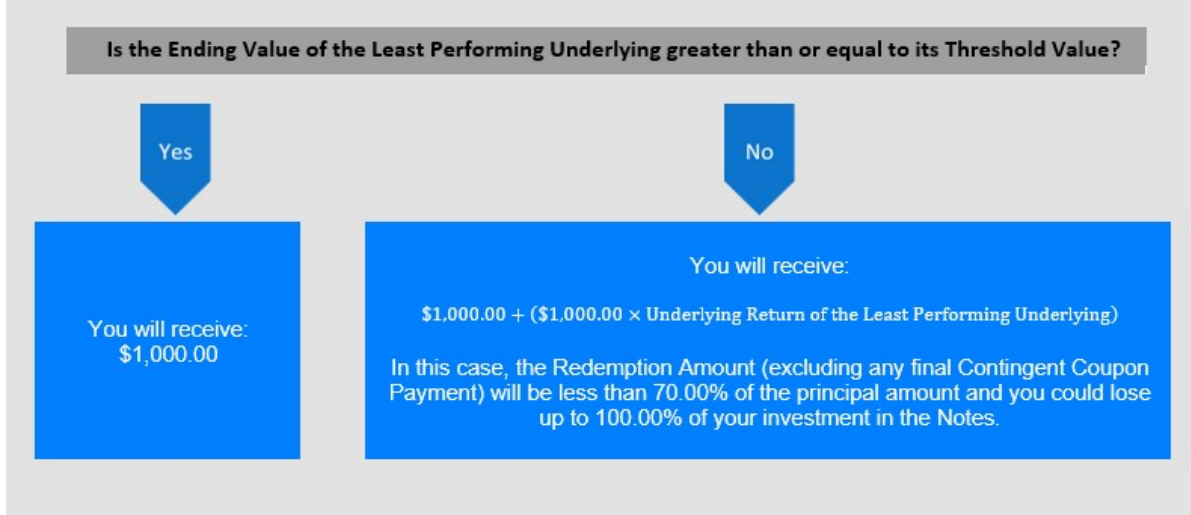 Is the Ending Value of the Least Performing Underlying greater than or equal to its Threshold Value?
Yes
No
You will receive:
$1,000.00
You will receive:
$1,000.00 + ($1,000.00 × Underlying Return of the Least Performing Underlying)
In this case, the Redemption Amount (excluding any final Contingent Coupon
Payment) will be less than 70.00% of the principal amount and you could lose
up to 100.00% of your investment in the Notes.